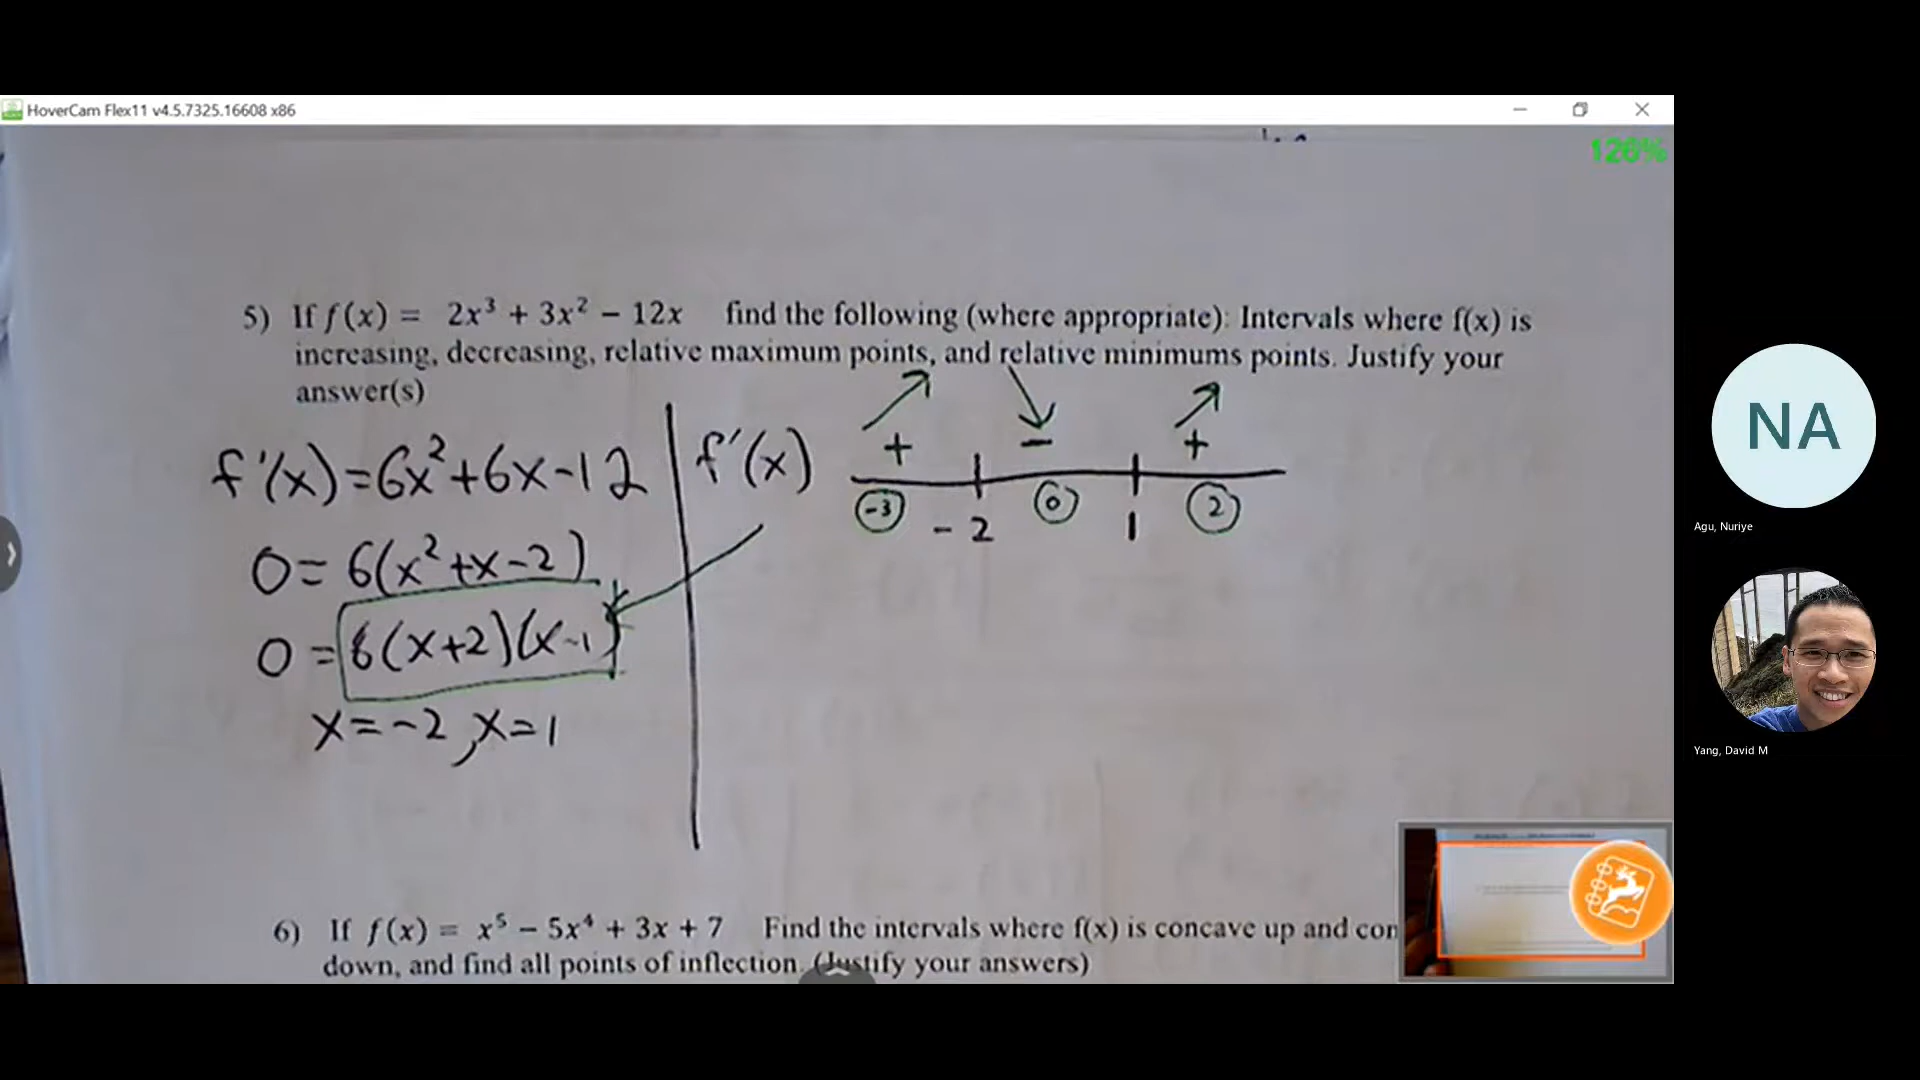 HoverCam Flex11 v4.5.7325.16608 x86
126%
5) If f(x) = 2x³ + 3x² − 12x find the following (where appropriate): Intervals where f(x) is
increasing, decreasing, relative maximum points, and relative minimums points. Justify your
answer(s)
f'(x)=6x²+6x-12
0=6(x²+x-2)
0=6(x+2)(x-1)
x=-2, x=1
f'(x)
+ - +
-3 0 2
-2 1
6) If f(x) = x⁵ − 5x⁴ + 3x + 7 Find the intervals where f(x) is concave up and con
down, and find all points of inflection. (Justify your answers)
NA
Agu, Nuriye
Yang, David M